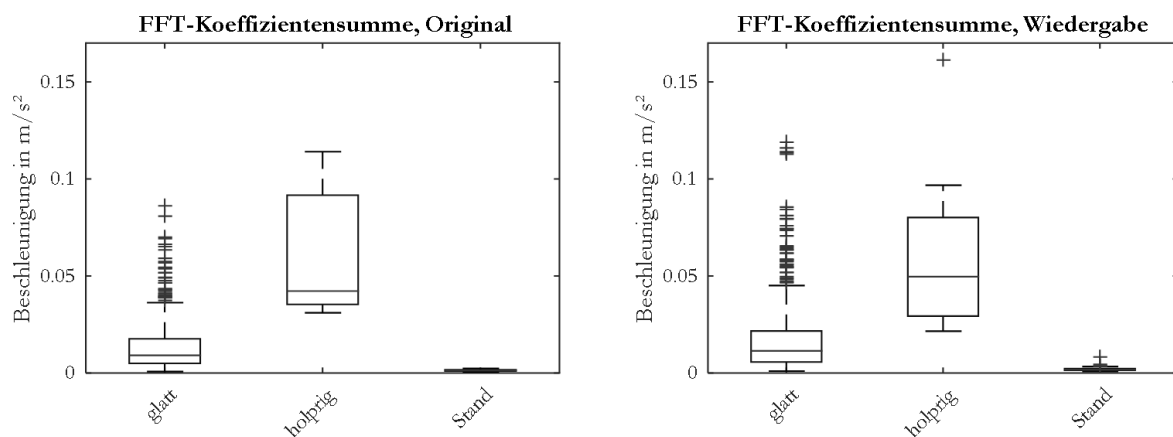 FFT-Koeffizientensumme, Original
Beschleunigung in m/s²
0.15
0.1
0.05
0
glatt
holprig
Stand
FFT-Koeffizientensumme, Wiedergabe
Beschleunigung in m/s²
0.15
0.1
0.05
0
glatt
holprig
Stand